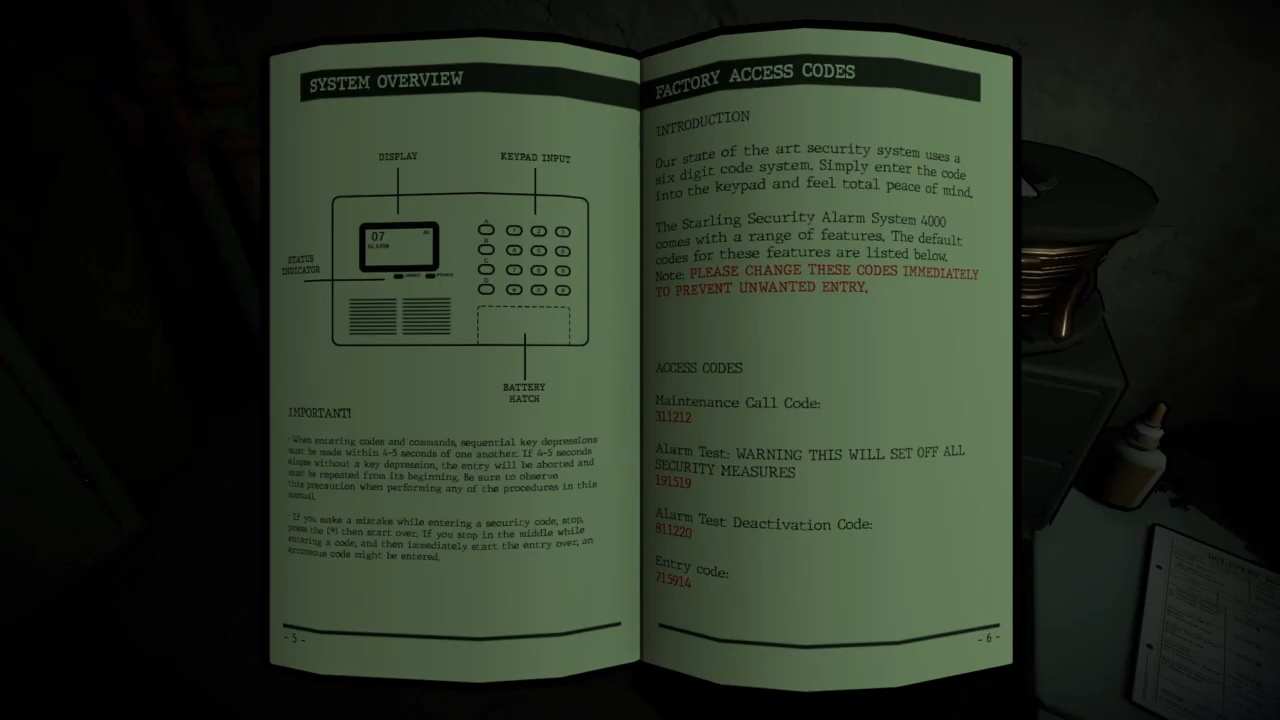 SYSTEM OVERVIEW
DISPLAY
KEYPAD INPUT
07
ALARM
A
B
C
D
STATUS
INDICATOR
BATTERY
HATCH
IMPORTANT!
· When entering codes and commands, sequential key depressions
must be made within 4-5 seconds of one another. If 4-5 seconds
elapse without a key depression, the entry will be aborted and
must be repeated from its beginning. Be sure to observe
this precaution when performing any of the procedures in this
manual.
· If you make a mistake while entering a security code, stop,
press the [*] then start over. If you stop in the middle while
entering a code, and then immediately start the entry over, an
erroneous code might be entered.
- 5 -
FACTORY ACCESS CODES
INTRODUCTION
Our state of the art security system uses a
six digit code system. Simply enter the code
into the keypad and feel total peace of mind.
The Starling Security Alarm System 4000
comes with a range of features. The default
codes for these features are listed below.
Note: PLEASE CHANGE THESE CODES IMMEDIATELY
TO PREVENT UNWANTED ENTRY.
ACCESS CODES
Maintenance Call Code:
311212
Alarm Test: WARNING THIS WILL SET OFF ALL
SECURITY MEASURES
191519
Alarm Test Deactivation Code:
811220
Entry code:
715914
- 6 -
DELIVERY